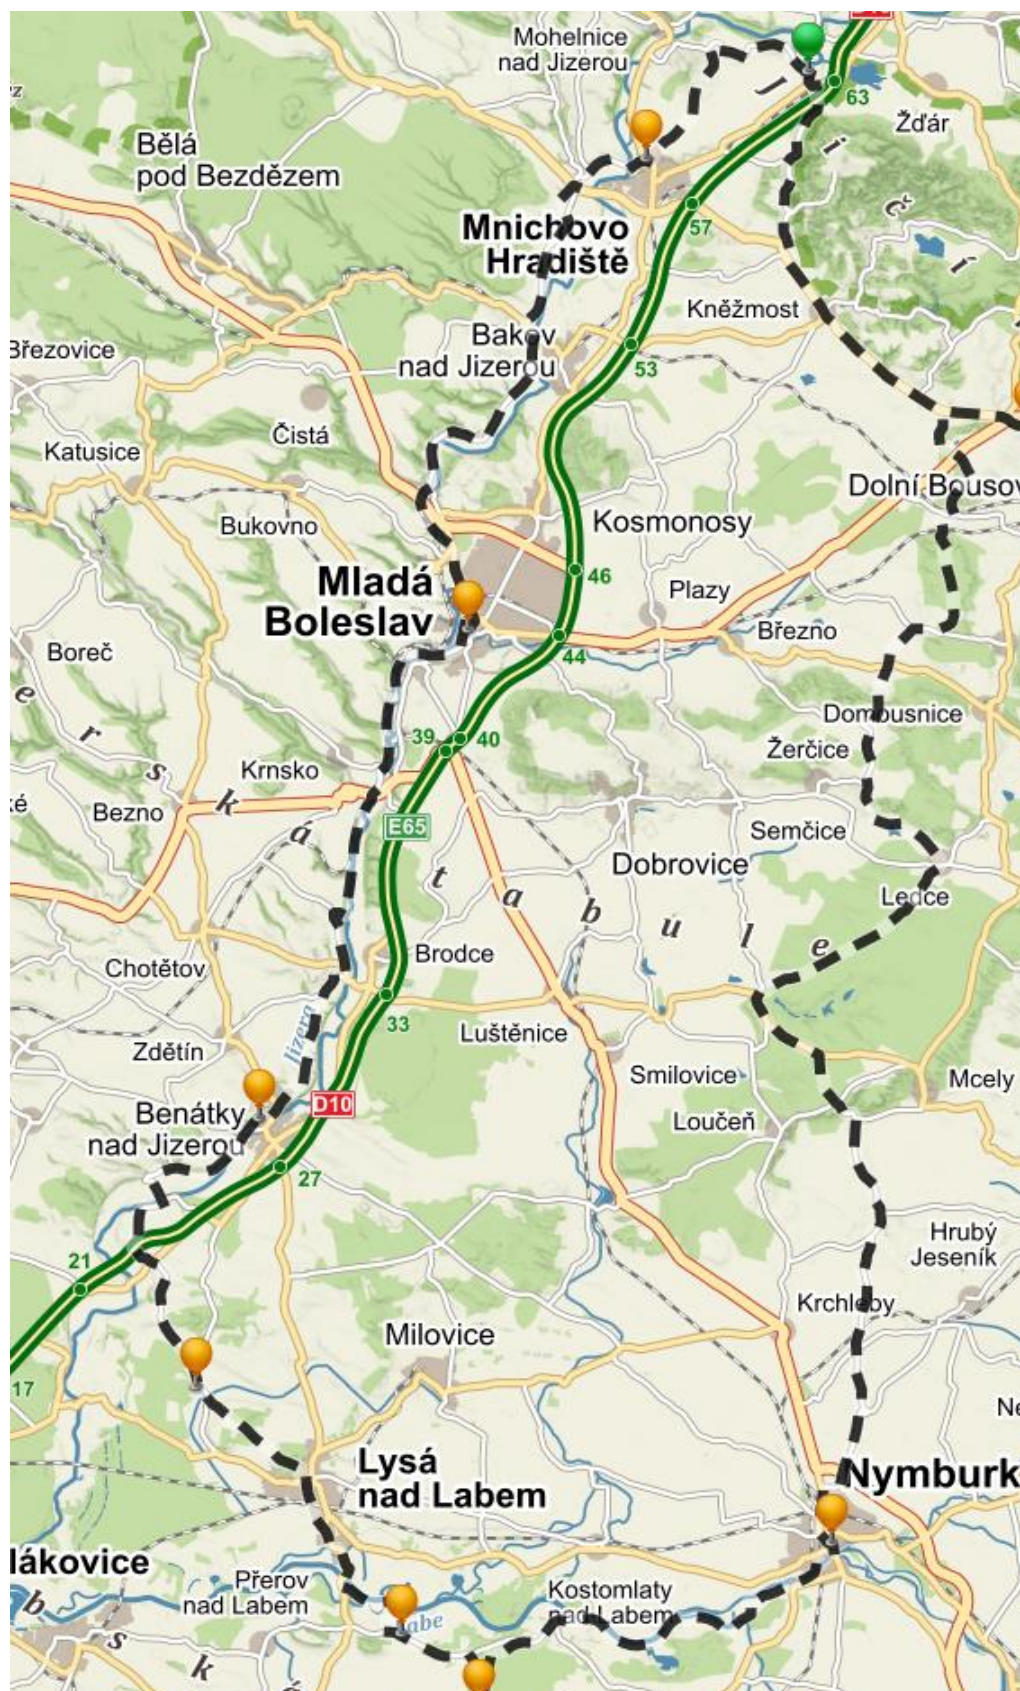 Mohelnice
nad Jizerou
63
Žďár
Bělá
pod Bezdězem
Mnichovo
Hradiště
57
J
i
č
í
Kněžmost
Bakov
nad Jizerou
53
Březovice
Čistá
Katusice
Dolní Bousov
Bukovno
Kosmonosy
46
Mladá
Boleslav
Plazy
Březno
44
Boreč
Domousnice
39
40
Žerčice
Krnsko
Bezno
E65
Semčice
Dobrovice
Ledce
e
r
s
k
á
t
a
b
u
l
e
Brodce
Chotětov
33
Luštěnice
Jizera
Zdětín
Smilovice
Mcely
D10
Benátky
nad Jizerou
Loučeň
27
21
Hrubý
Jeseník
Krchleby
Milovice
17
Lysá
nad Labem
Nymburk
Přerov
nad Labem
Kostomlaty
nad Labem
b
s
k